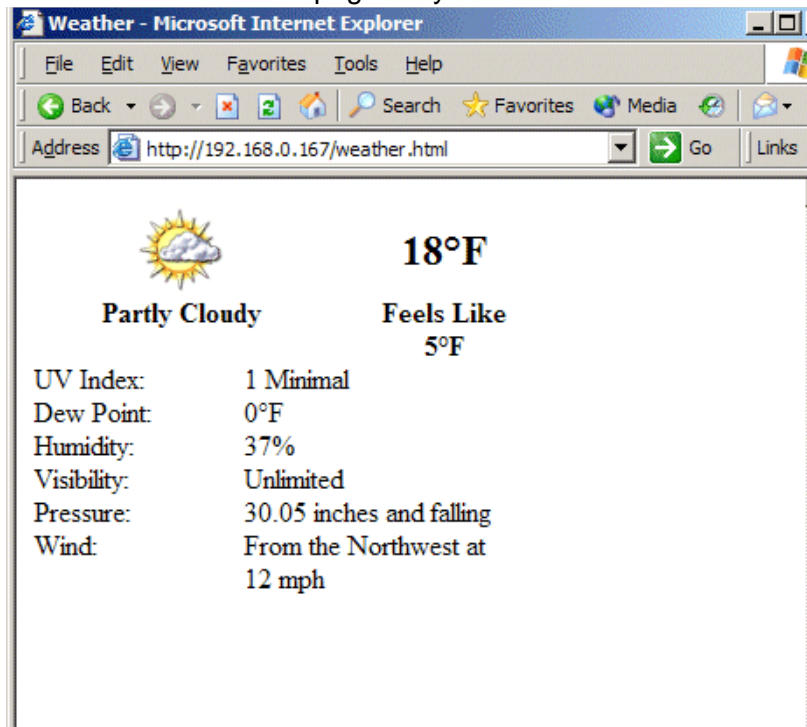 Weather - Microsoft Internet Explorer
File Edit View Favorites Tools Help
Back Search Favorites Media
Address http://192.168.0.167/weather.html Go Links
18°F
Partly Cloudy Feels Like
5°F
UV Index: 1 Minimal
Dew Point: 0°F
Humidity: 37%
Visibility: Unlimited
Pressure: 30.05 inches and falling
Wind: From the Northwest at
12 mph